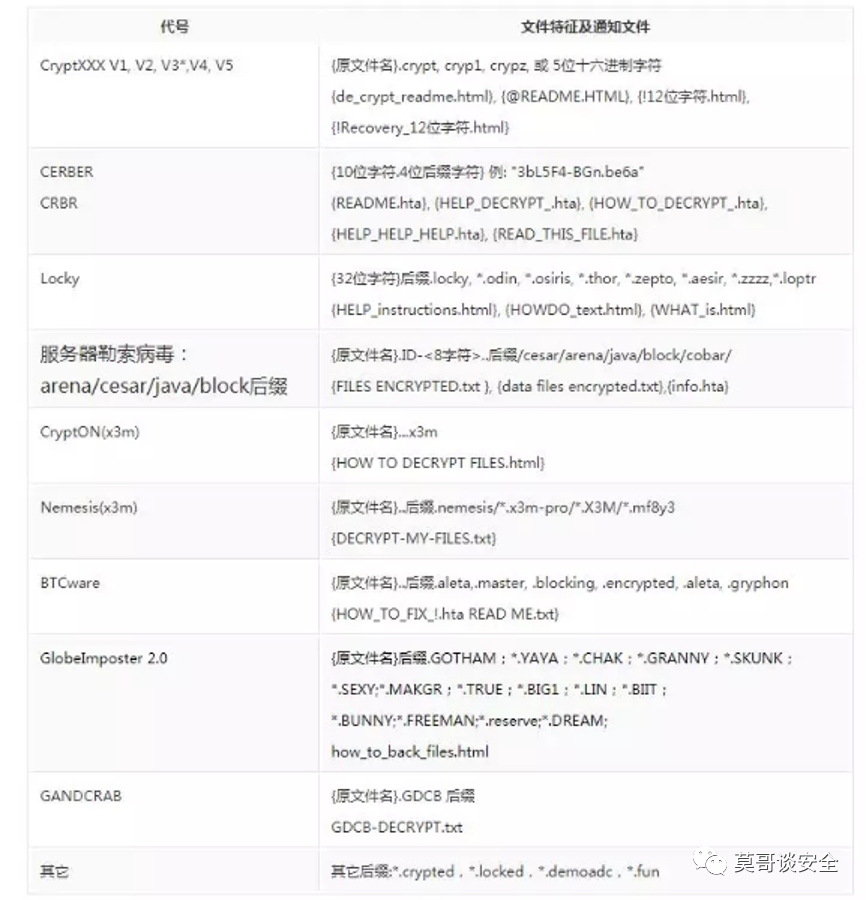 代号
文件特征及通知文件
CryptXXX V1, V2, V3*,V4, V5
{原文件名}.crypt, cryp1, crypz, 或 5位十六进制字符
{de_crypt_readme.html}, {@README.HTML}, {!12位字符.html},
{!Recovery_12位字符.html}
CERBER
CRBR
{10位字符.4位后缀字符} 例: "3bL5F4-BGn.be6a"
{README.hta}, {HELP_DECRYPT_.hta}, {HOW_TO_DECRYPT_.hta},
{HELP_HELP_HELP.hta}, {READ_THIS_FILE.hta}
Locky
{32位字符}后缀.locky, *.odin, *.osiris, *.thor, *.zepto, *.aesir, *.zzzz,*.loptr
{HELP_instructions.html}, {HOWDO_text.html}, {WHAT_is.html}
服务器勒索病毒：
arena/cesar/java/block后缀
{原文件名}.ID-<8字符>..后缀/cesar/arena/java/block/cobar/
{FILES ENCRYPTED.txt }, {data files encrypted.txt},{info.hta}
CryptON(x3m)
{原文件名}...x3m
{HOW TO DECRYPT FILES.html}
Nemesis(x3m)
{原文件名}..后缀.nemesis/*.x3m-pro/*.X3M/*.mf8y3
{DECRYPT-MY-FILES.txt}
BTCware
{原文件名}..后缀.aleta,.master, .blocking, .encrypted, .aleta, .gryphon
{HOW_TO_FIX_!.hta READ ME.txt}
GlobeImposter 2.0
{原文件名}后缀.GOTHAM；*.YAYA；*.CHAK；*.GRANNY；*.SKUNK；
*.SEXY;*.MAKGR；*.TRUE；*.BIG1；*.LIN；*.BIIT；
*.BUNNY;*.FREEMAN;*.reserve;*.DREAM;
how_to_back_files.html
GANDCRAB
{原文件名}.GDCB 后缀
GDCB-DECRYPT.txt
其它
其它后缀:*.crypted，*.locked，*.demoadc，*.fun
莫哥谈安全